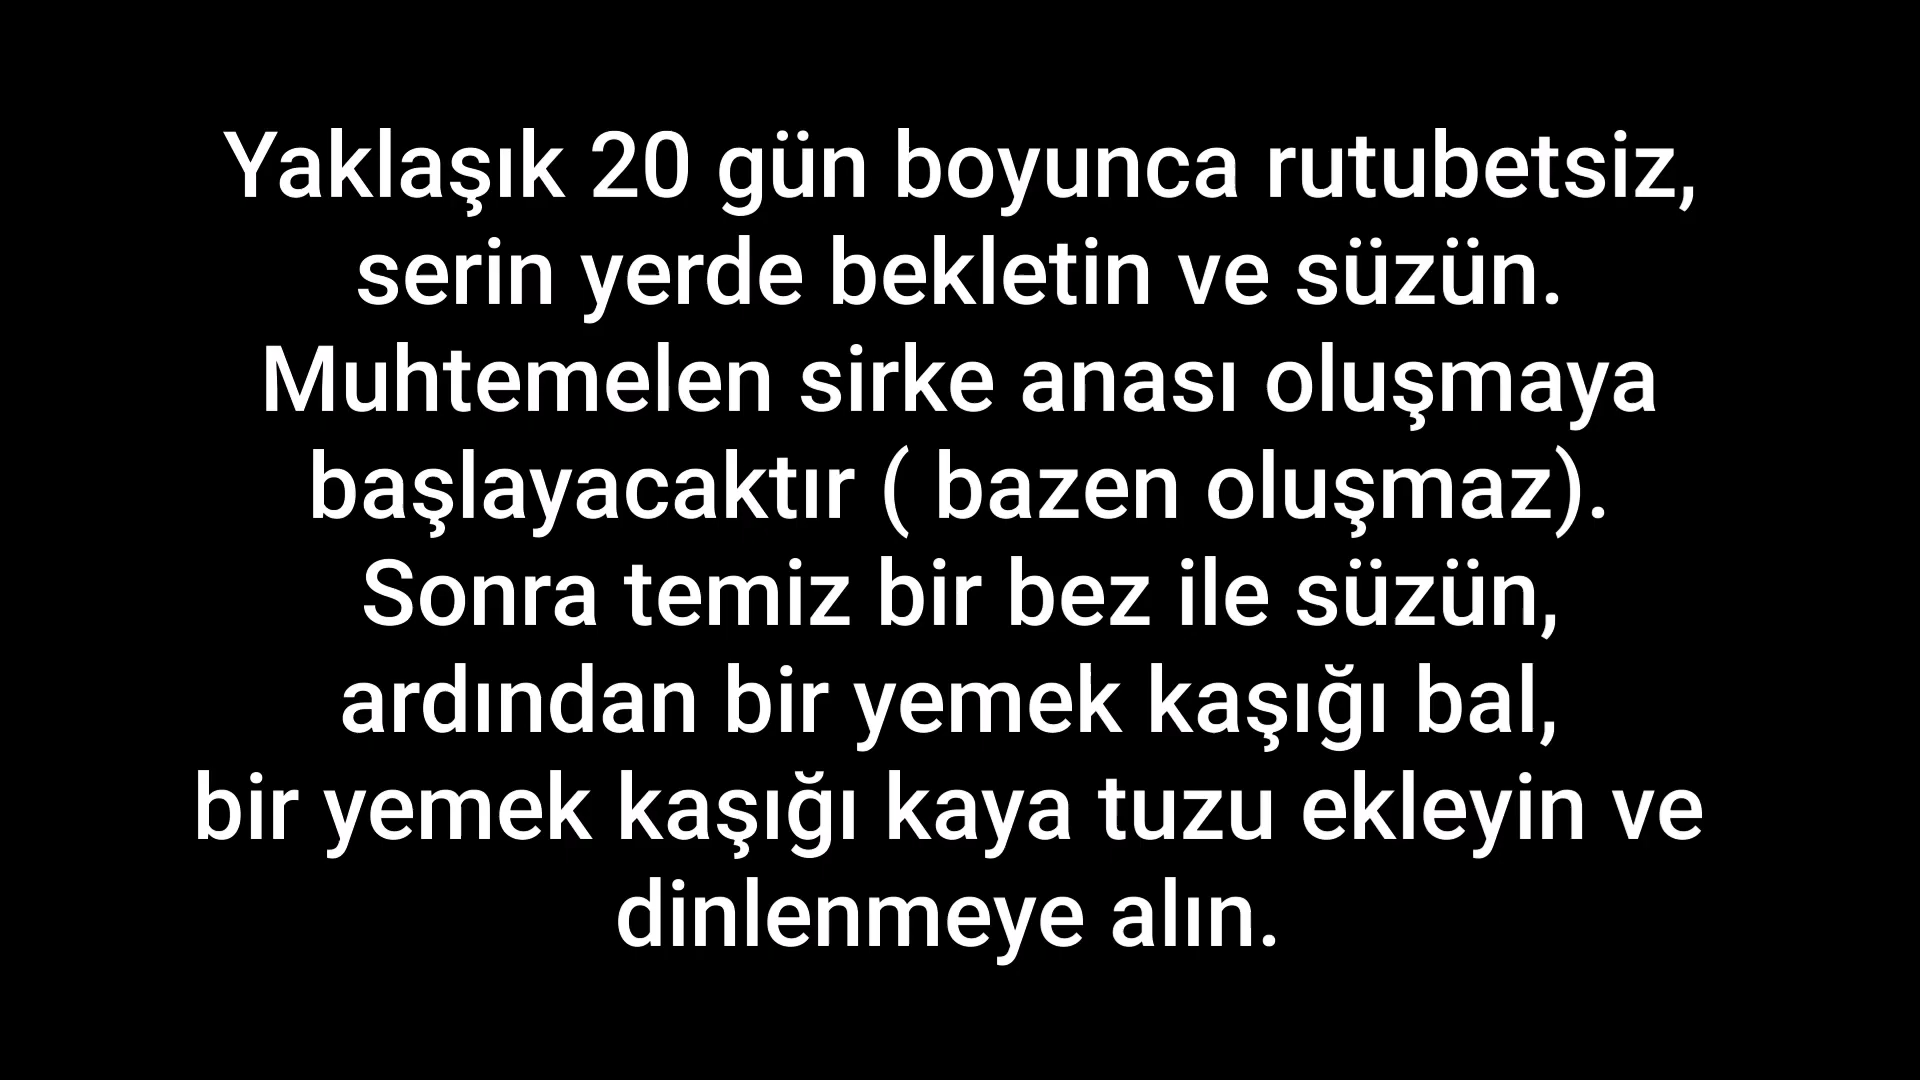 Yaklaşık 20 gün boyunca rutubetsiz,
serin yerde bekletin ve süzün.
Muhtemelen sirke anası oluşmaya
başlayacaktır ( bazen oluşmaz).
Sonra temiz bir bez ile süzün,
ardından bir yemek kaşığı bal,
bir yemek kaşığı kaya tuzu ekleyin ve
dinlenmeye alın.